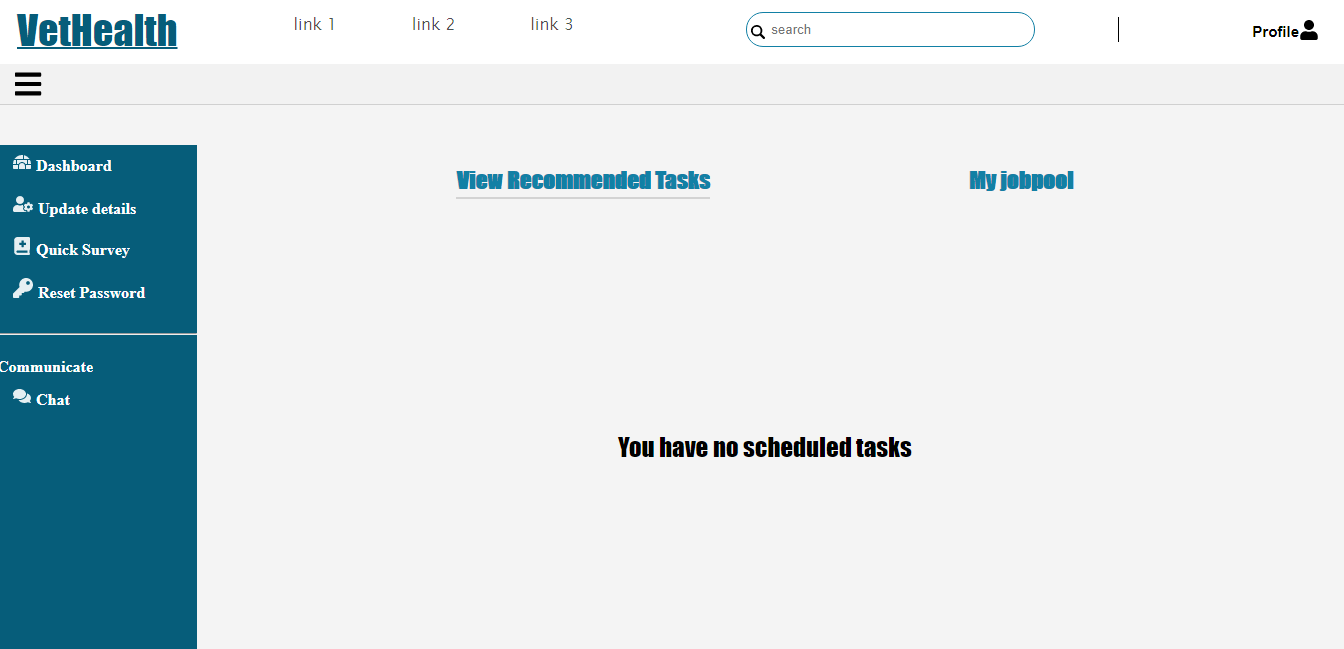 VetHealth
link 1
link 2
link 3
search
Profile
Dashboard
Update details
Quick Survey
Reset Password
Communicate
Chat
View Recommended Tasks
My jobpool
You have no scheduled tasks